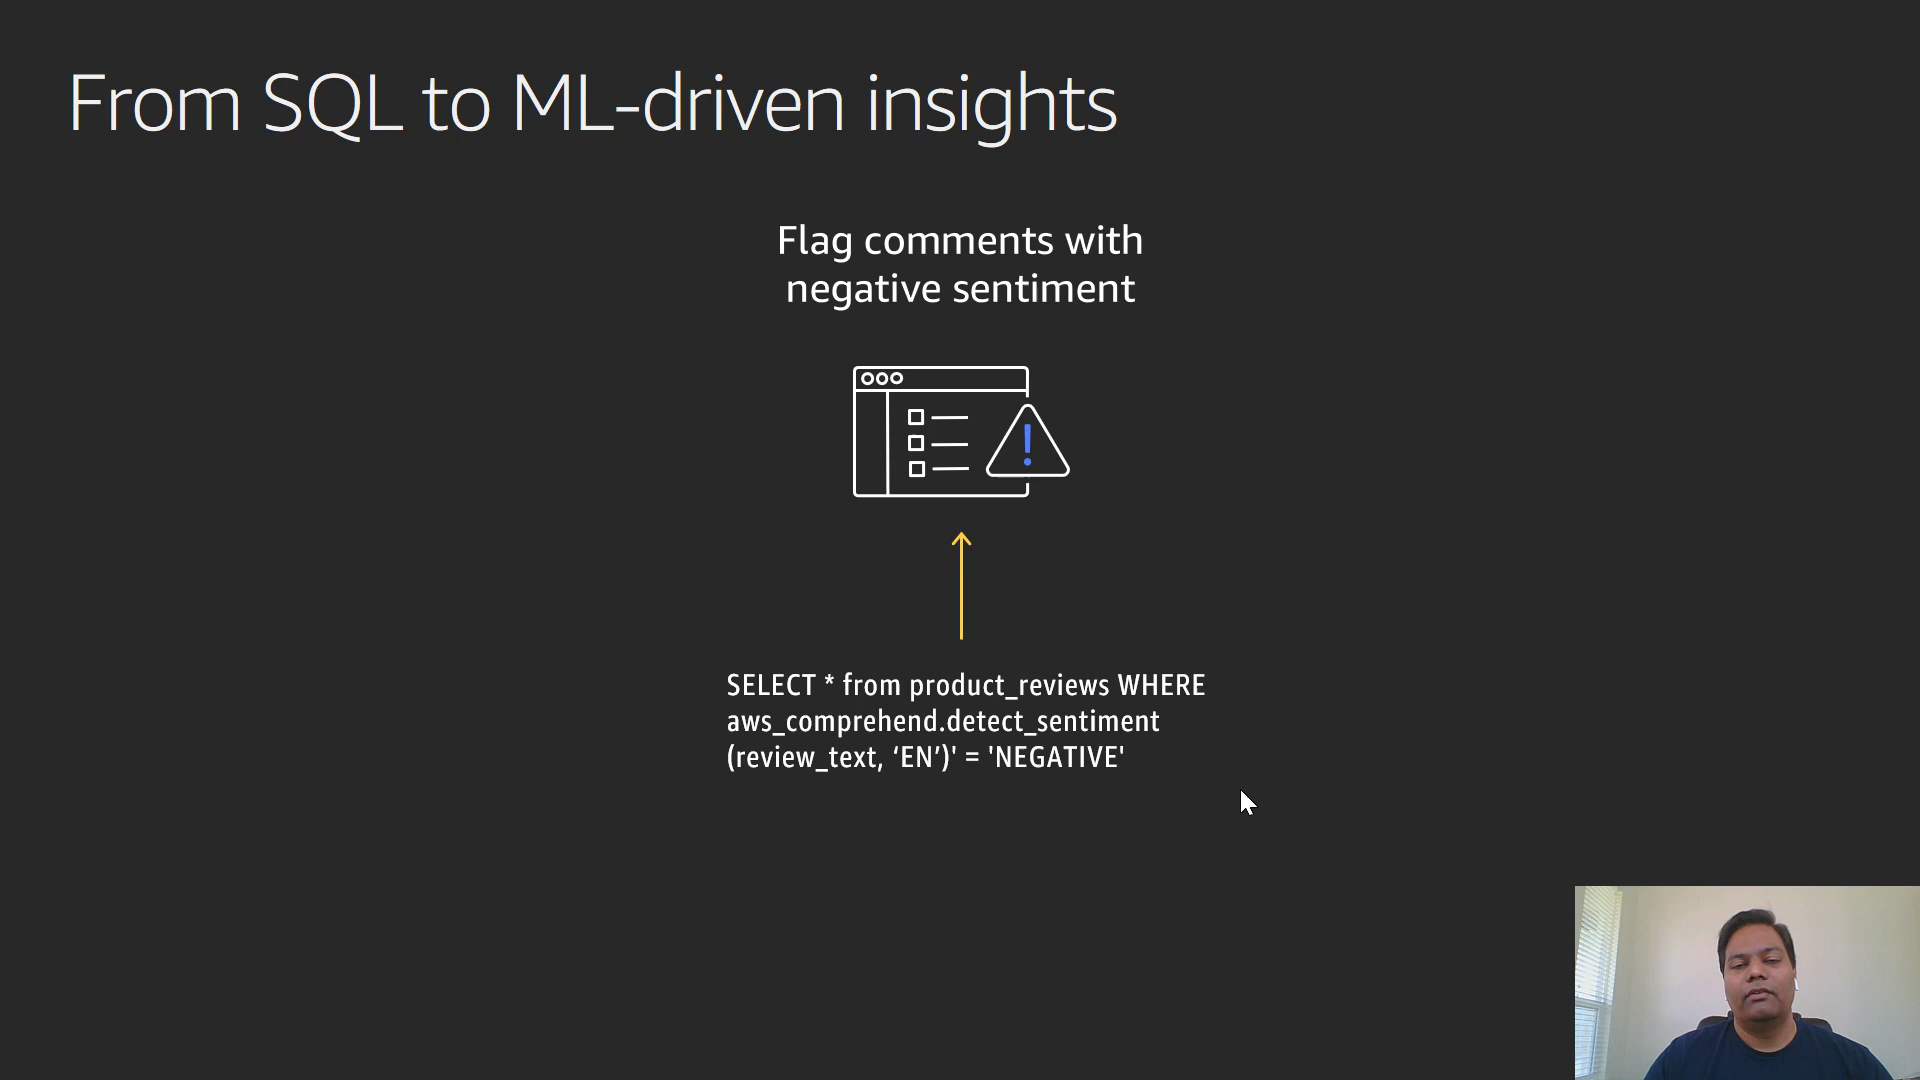 From SQL to ML-driven insights
Flag comments with
negative sentiment
SELECT * from product_reviews WHERE
aws_comprehend.detect_sentiment
(review_text, ‘EN’)' = 'NEGATIVE'